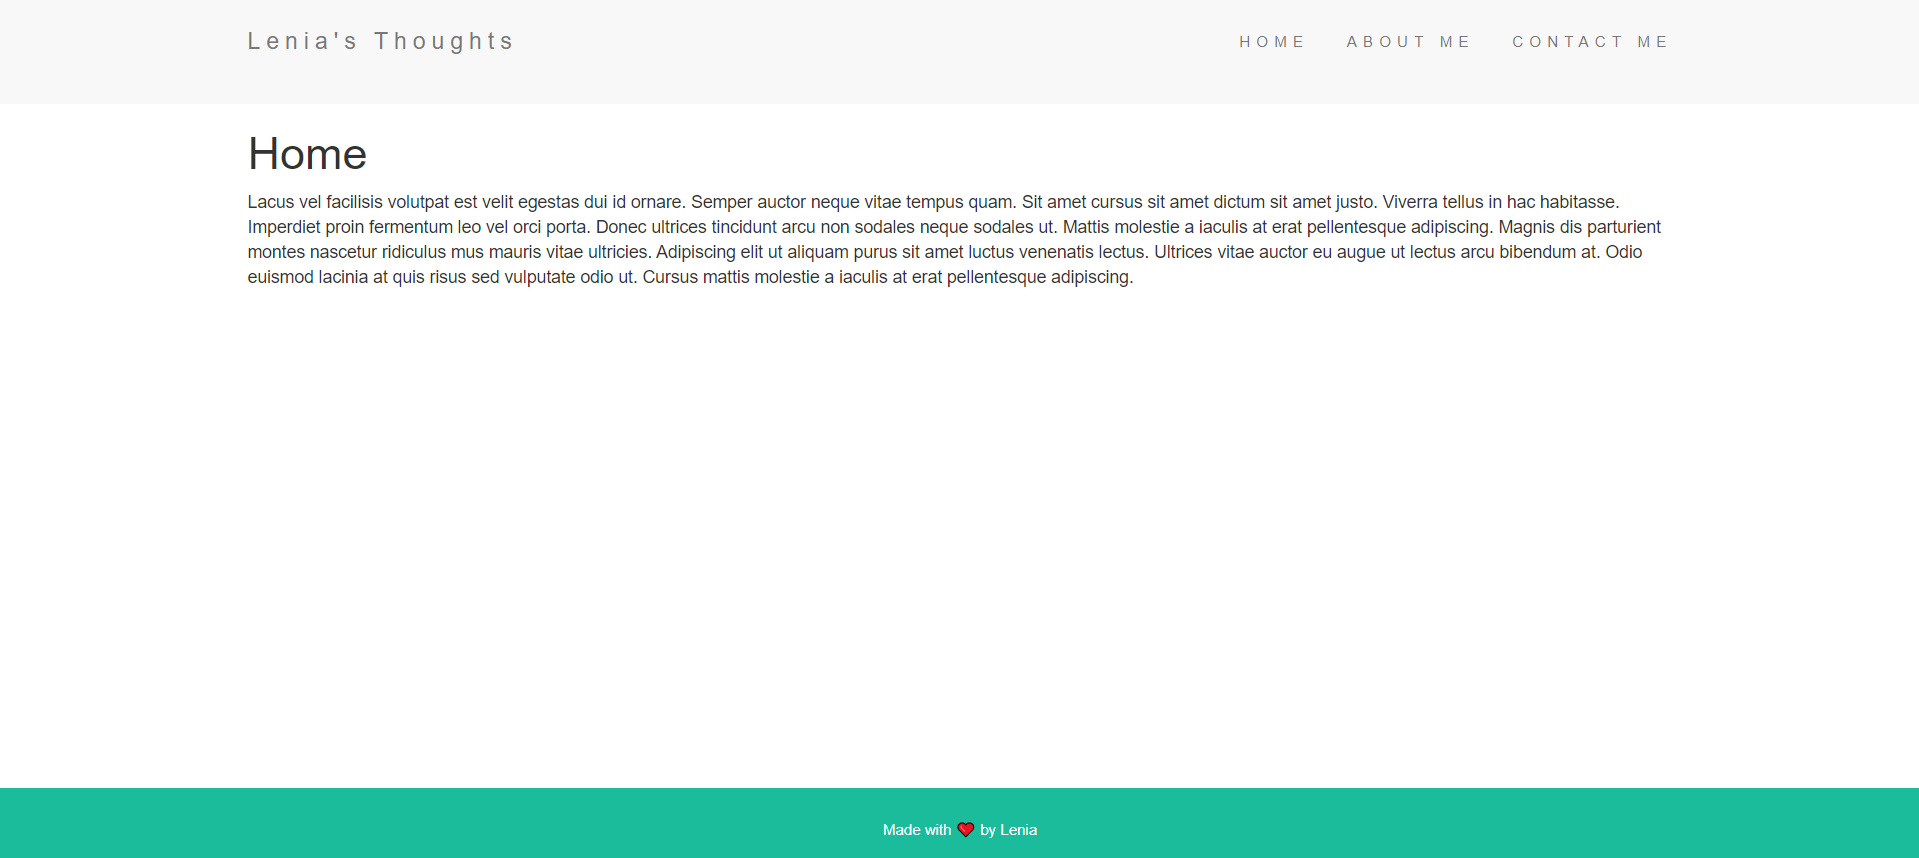 Lenia's Thoughts
HOME ABOUT ME CONTACT ME
Home
Lacus vel facilisis volutpat est velit egestas dui id ornare. Semper auctor neque vitae tempus quam. Sit amet cursus sit amet dictum sit amet justo. Viverra tellus in hac habitasse.
Imperdiet proin fermentum leo vel orci porta. Donec ultrices tincidunt arcu non sodales neque sodales ut. Mattis molestie a iaculis at erat pellentesque adipiscing. Magnis dis parturient
montes nascetur ridiculus mus mauris vitae ultricies. Adipiscing elit ut aliquam purus sit amet luctus venenatis lectus. Ultrices vitae auctor eu augue ut lectus arcu bibendum at. Odio
euismod lacinia at quis risus sed vulputate odio ut. Cursus mattis molestie a iaculis at erat pellentesque adipiscing.
Made with ❤ by Lenia